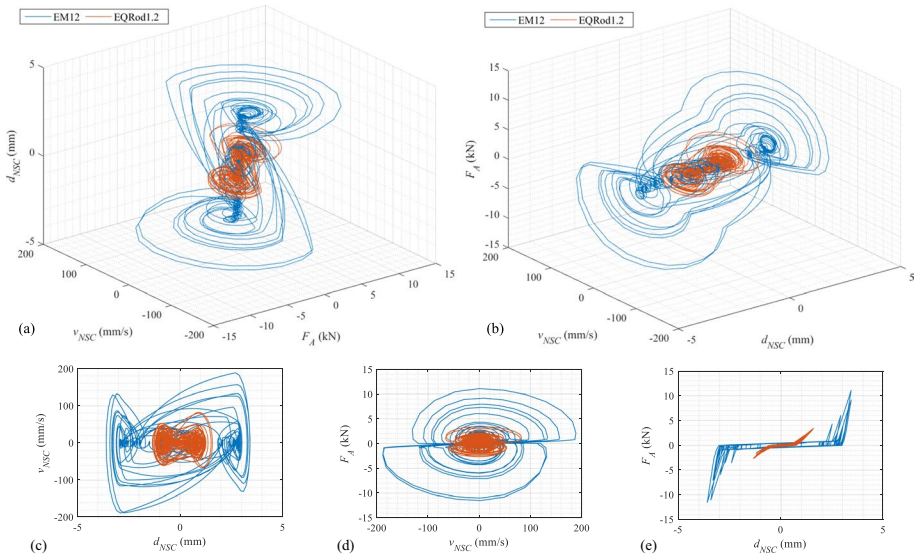 EM12 EQRod1.2
5
0
-5
200
100
0
-100
-200
-15
-10
-5
0
5
10
15
d_NSC (mm)
v_NSC (mm/s)
F_A (kN)
(a)
EM12 EQRod1.2
15
10
5
0
-5
-10
-15
200
100
0
-100
-200
-5
0
5
F_A (kN)
v_NSC (mm/s)
d_NSC (mm)
(b)
200
100
0
-100
-200
-5 0 5
v_NSC (mm/s)
d_NSC (mm)
(c)
15
10
5
0
-5
-10
-15
-200 -100 0 100 200
F_A (kN)
v_NSC (mm/s)
(d)
15
10
5
0
-5
-10
-15
-5 0 5
F_A (kN)
d_NSC (mm)
(e)